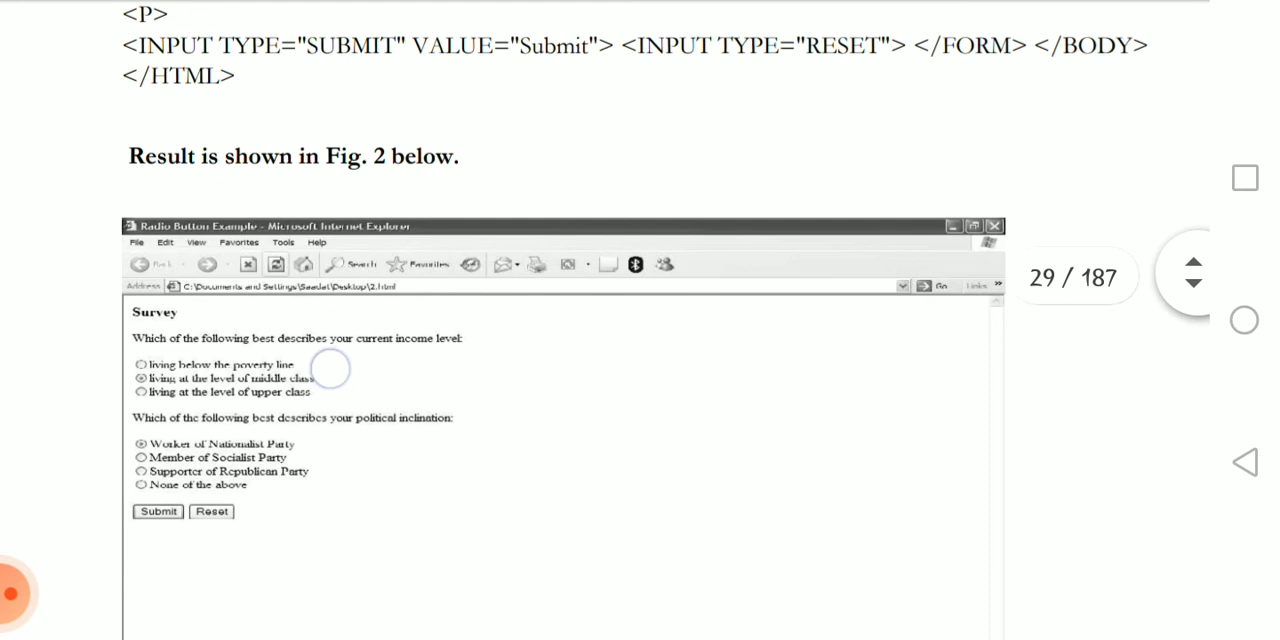 <P>
<INPUT TYPE="SUBMIT" VALUE="Submit"> <INPUT TYPE="RESET"> </FORM> </BODY>
</HTML>
Result is shown in Fig. 2 below.
Radio Button Example - Microsoft Internet Explorer
File Edit View Favorites Tools Help
Back Search Favorites
Address C:\Documents and Settings\Saadat\Desktop\2.html Go Links »
29 / 187
Survey
Which of the following best describes your current income level:
living below the poverty line
living at the level of middle class
living at the level of upper class
Which of the following best describes your political inclination:
Worker of Nationalist Party
Member of Socialist Party
Supporter of Republican Party
None of the above
Submit Reset